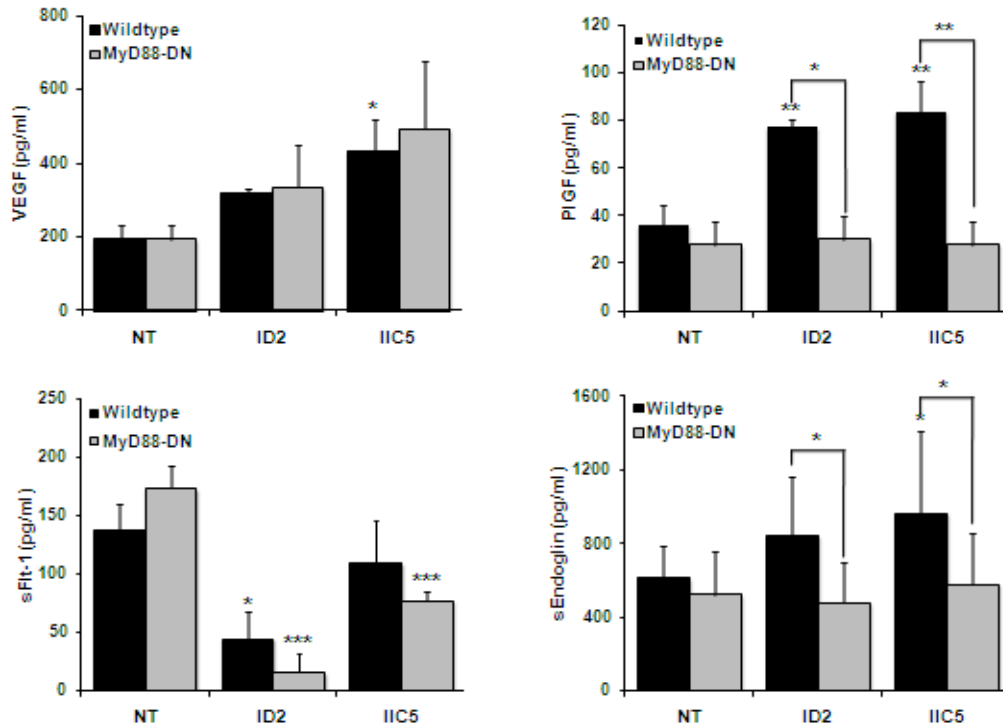 800
600
400
200
0
VEGF (pg/ml)
Wildtype
MyD88-DN
*
NT
ID2
IIC5
120
100
80
60
40
20
0
PlGF (pg/ml)
Wildtype
MyD88-DN
**
*
**
**
NT
ID2
IIC5
250
200
150
100
50
0
sFlt-1 (pg/ml)
Wildtype
MyD88-DN
*
***
***
NT
ID2
IIC5
1600
1200
800
400
0
sEndoglin (pg/ml)
Wildtype
MyD88-DN
*
*
*
NT
ID2
IIC5